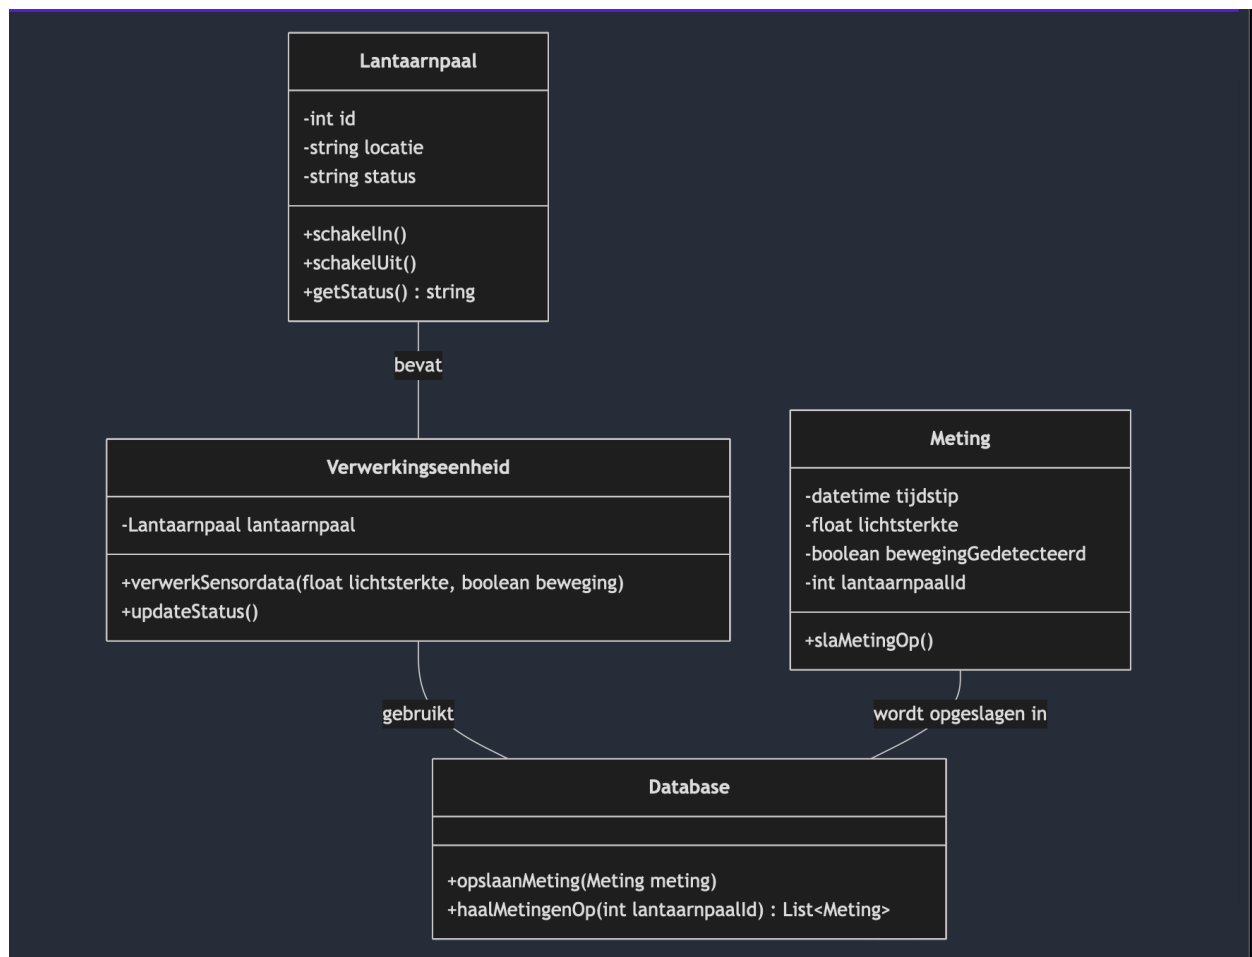 Lantaarnpaal
-int id
-string locatie
-string status
+schakelIn()
+schakelUit()
+getStatus() : string
bevat
Verwerkingseenheid
-Lantaarnpaal lantaarnpaal
+verwerkSensordata(float lichtsterkte, boolean beweging)
+updateStatus()
Meting
-datetime tijdstip
-float lichtsterkte
-boolean bewegingGedetecteerd
-int lantaarnpaalId
+slaMetingOp()
gebruikt
wordt opgeslagen in
Database
+opslaanMeting(Meting meting)
+haalMetingenOp(int lantaarnpaalId) : List<Meting>